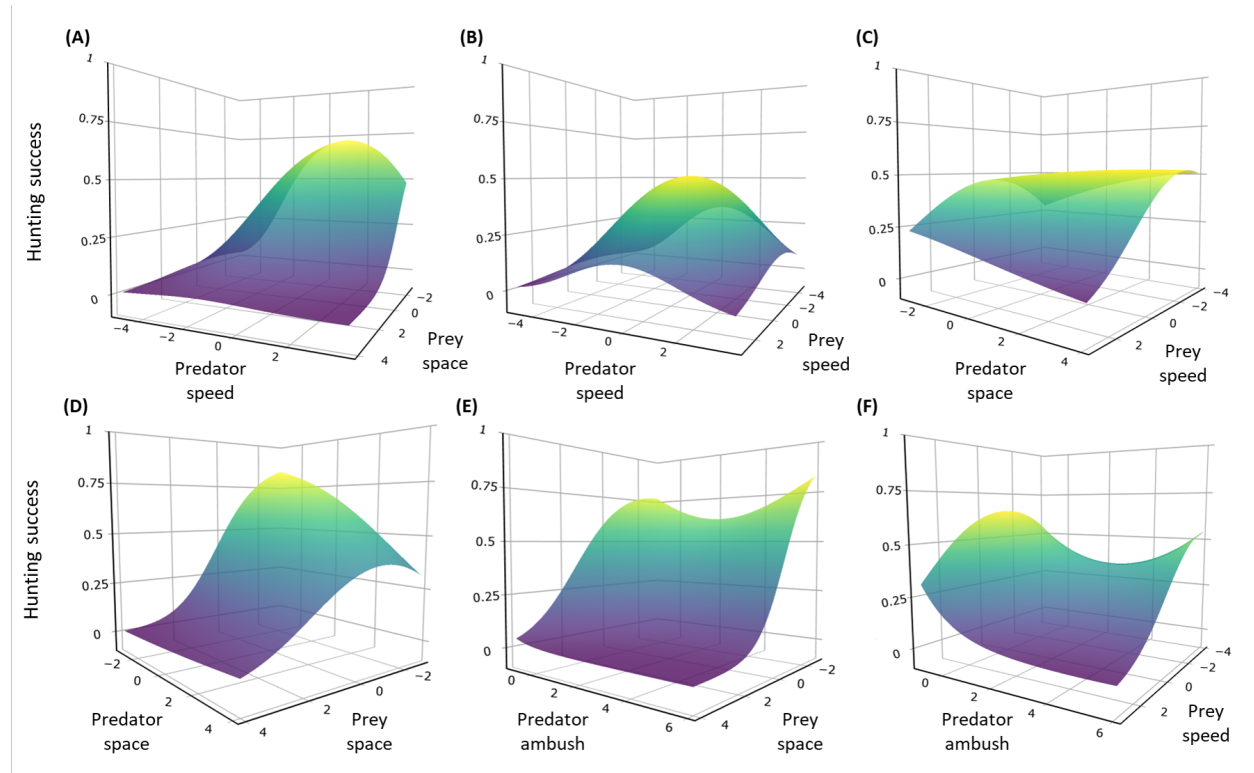 (A)
(B)
(C)
1
0.75
0.5
0.25
0
Hunting success
-4
-2
0
2
Predator
speed
-2
0
2
4
Prey
space
1
0.75
0.5
0.25
0
-4
-2
0
2
Predator
speed
-4
-2
0
2
Prey
speed
1
0.75
0.5
0.25
0
-2
0
2
4
Predator
space
-4
-2
0
2
Prey
speed
(D)
(E)
(F)
1
0.75
0.5
0.25
0
Hunting success
-2
0
2
4
Predator
space
-2
0
2
4
Prey
space
1
0.75
0.5
0.25
0
0
2
4
6
Predator
ambush
-2
0
2
4
Prey
space
1
0.75
0.5
0.25
0
0
2
4
6
Predator
ambush
-4
-2
0
2
Prey
speed